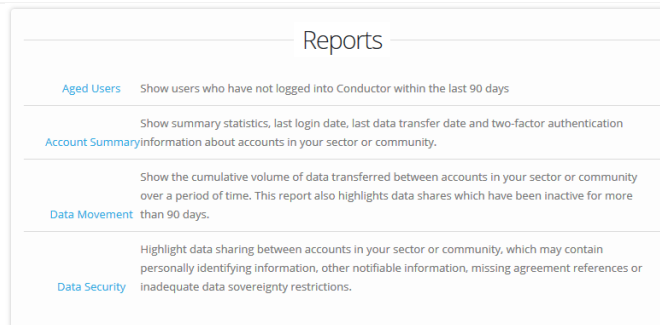 Reports
Aged Users Show users who have not logged into Conductor within the last 90 days
Show summary statistics, last login date, last data transfer date and two-factor authentication
Account Summary information about accounts in your sector or community.
Show the cumulative volume of data transferred between accounts in your sector or community
over a period of time. This report also highlights data shares which have been inactive for more
Data Movement than 90 days.
Highlight data sharing between accounts in your sector or community, which may contain
personally identifying information, other notifiable information, missing agreement references or
Data Security inadequate data sovereignty restrictions.